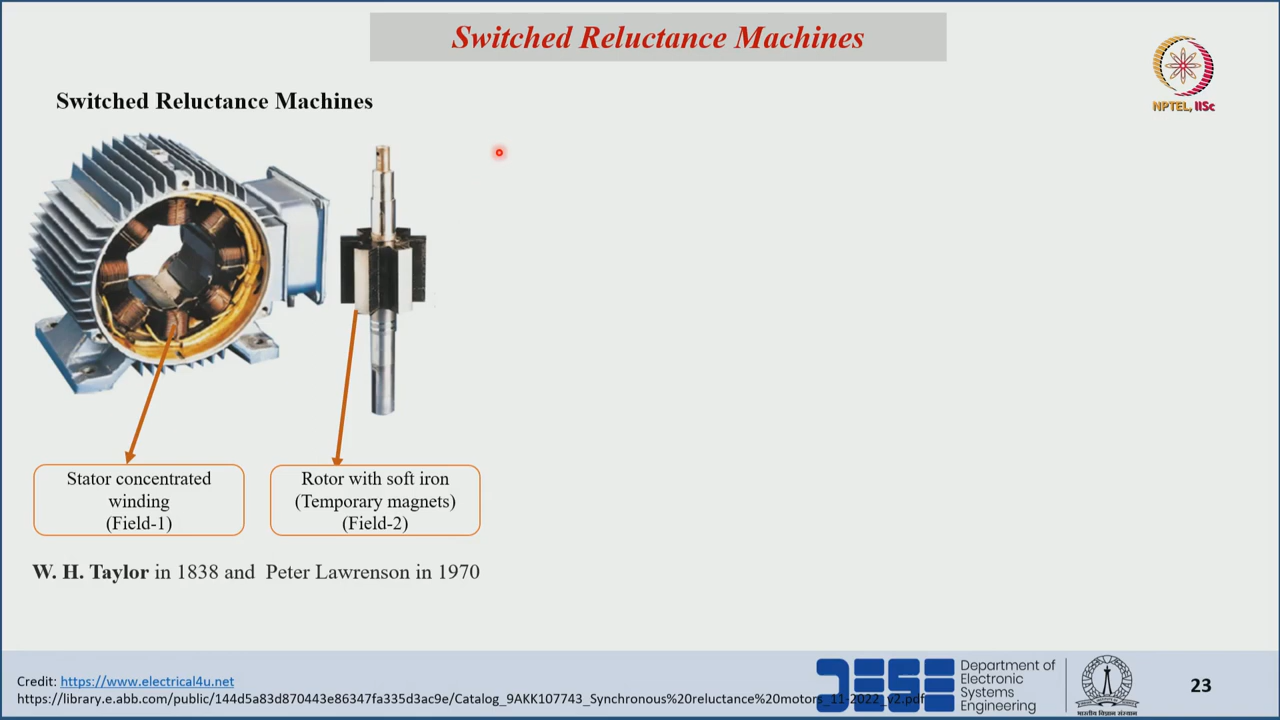 Switched Reluctance Machines
NPTEL, IISc
Switched Reluctance Machines
Stator concentrated
winding
(Field-1)
Rotor with soft iron
(Temporary magnets)
(Field-2)
W. H. Taylor in 1838 and Peter Lawrenson in 1970
Credit: https://www.electrical4u.net
https://library.e.abb.com/public/144d5a83d870443e86347fa335d3ac9e/Catalog_9AKK107743_Synchronous%20reluctance%20motors_11-2022_v2.pdf
DESE
Department of
Electronic
Systems
Engineering
भारतीय विज्ञान संस्थान
23